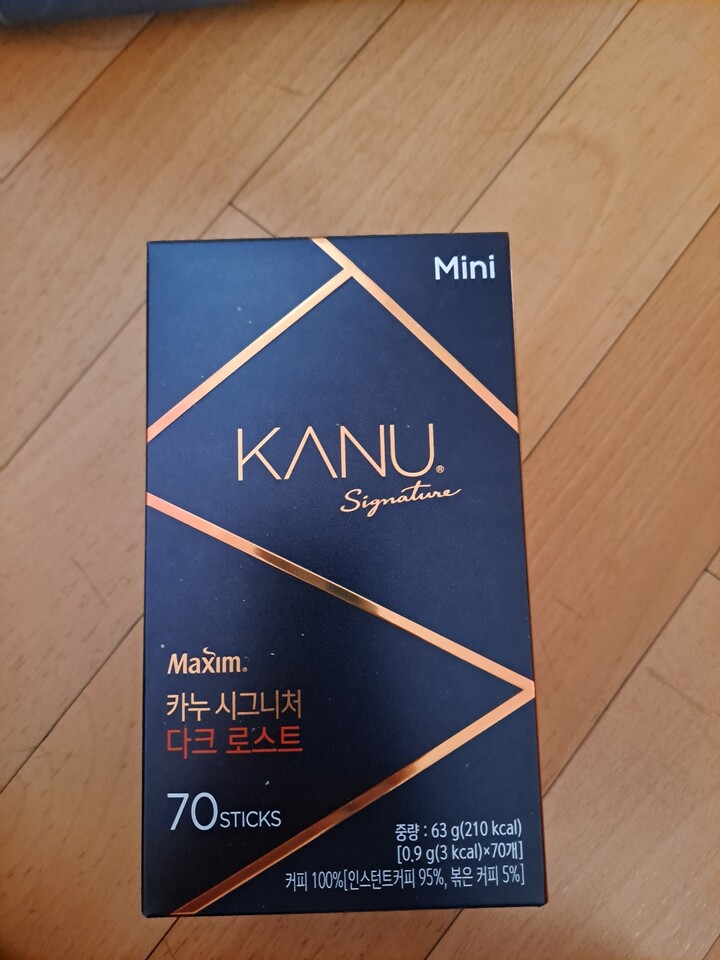 Mini
KANU®
Signature
Maxim®
카누 시그니처
다크 로스트
70 STICKS
중량 : 63 g(210 kcal)
[0.9 g(3 kcal)×70개]
커피 100%[인스턴트커피 95%, 볶은 커피 5%]